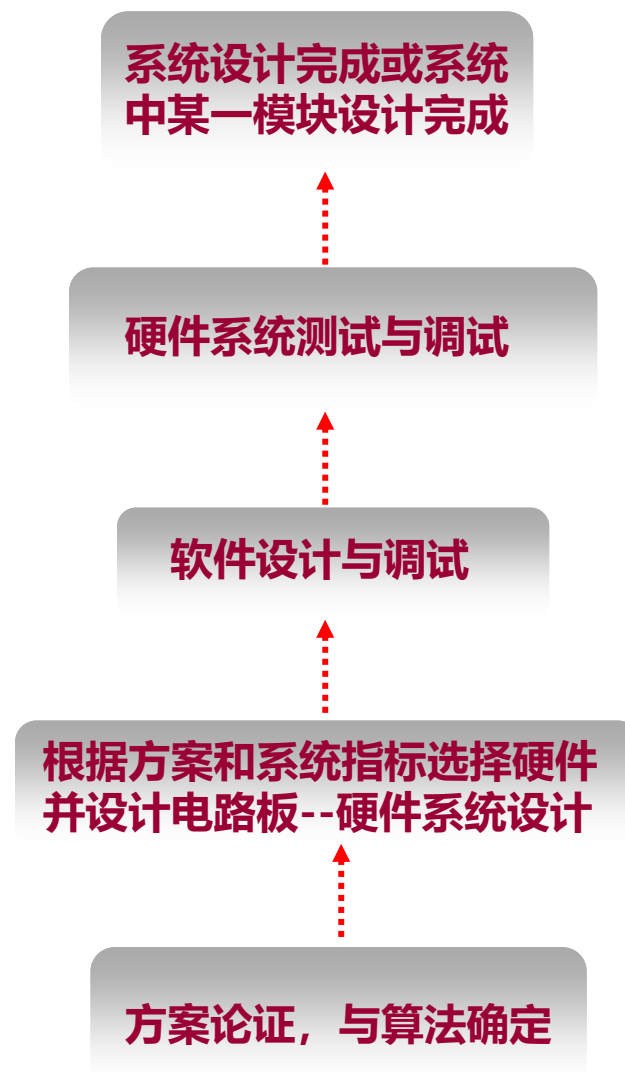 系统设计完成或系统
中某一模块设计完成
硬件系统测试与调试
软件设计与调试
根据方案和系统指标选择硬件
并设计电路板--硬件系统设计
方案论证，与算法确定